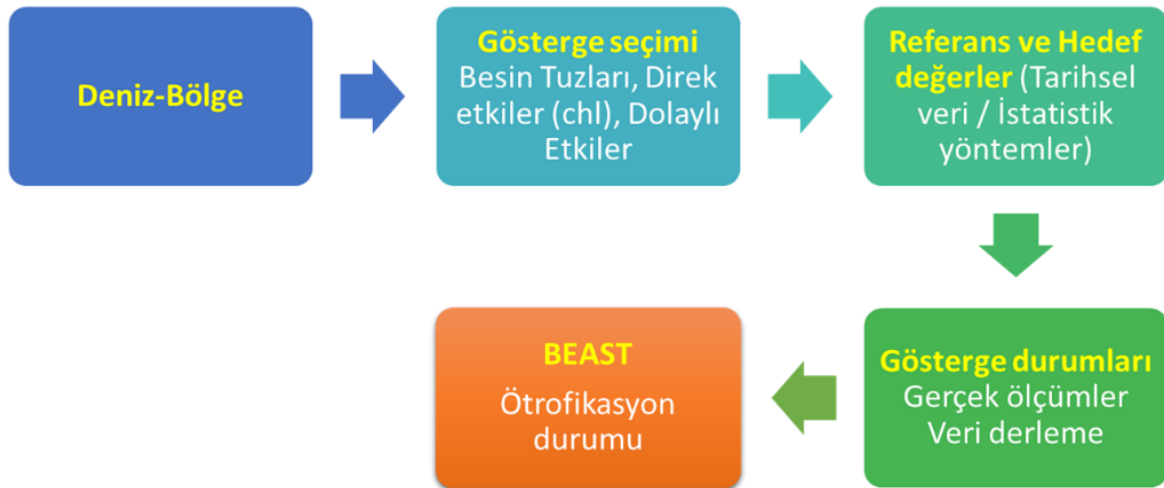 Deniz-Bölge
Gösterge seçimi
Besin Tuzları, Direk
etkiler (chl), Dolaylı
Etkiler
Referans ve Hedef
değerler (Tarihsel
veri / İstatistik
yöntemler)
Gösterge durumları
Gerçek ölçümler
Veri derleme
BEAST
Ötrofikasyon
durumu